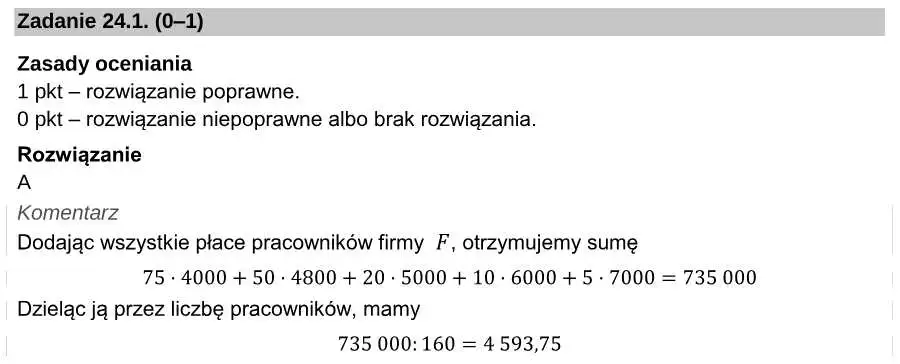 Zadanie 24.1. (0–1)
Zasady oceniania
1 pkt – rozwiązanie poprawne.
0 pkt – rozwiązanie niepoprawne albo brak rozwiązania.
Rozwiązanie
A
Komentarz
Dodając wszystkie płace pracowników firmy F, otrzymujemy sumę
75 · 4000 + 50 · 4800 + 20 · 5000 + 10 · 6000 + 5 · 7000 = 735 000
Dzieląc ją przez liczbę pracowników, mamy
735 000: 160 = 4 593,75